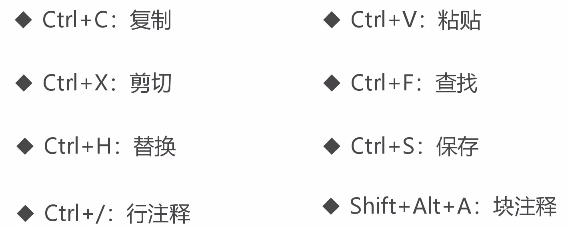 ◆ Ctrl+C：复制
◆ Ctrl+V：粘贴
◆ Ctrl+X：剪切
◆ Ctrl+F：查找
◆ Ctrl+H：替换
◆ Ctrl+S：保存
◆ Ctrl+/：行注释
◆ Shift+Alt+A：块注释